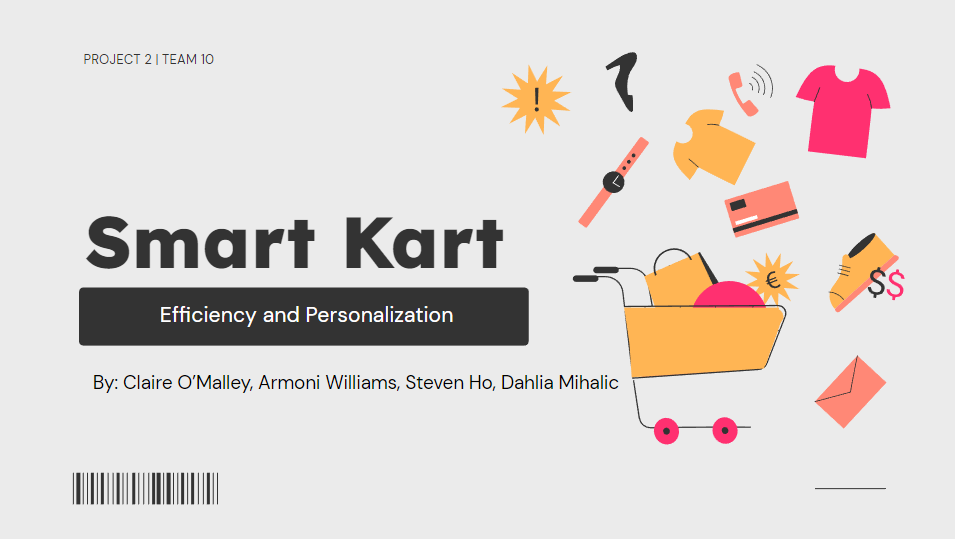 PROJECT 2 | TEAM 10
!
Smart Kart
€
$$
Efficiency and Personalization
By: Claire O’Malley, Armoni Williams, Steven Ho, Dahlia Mihalic